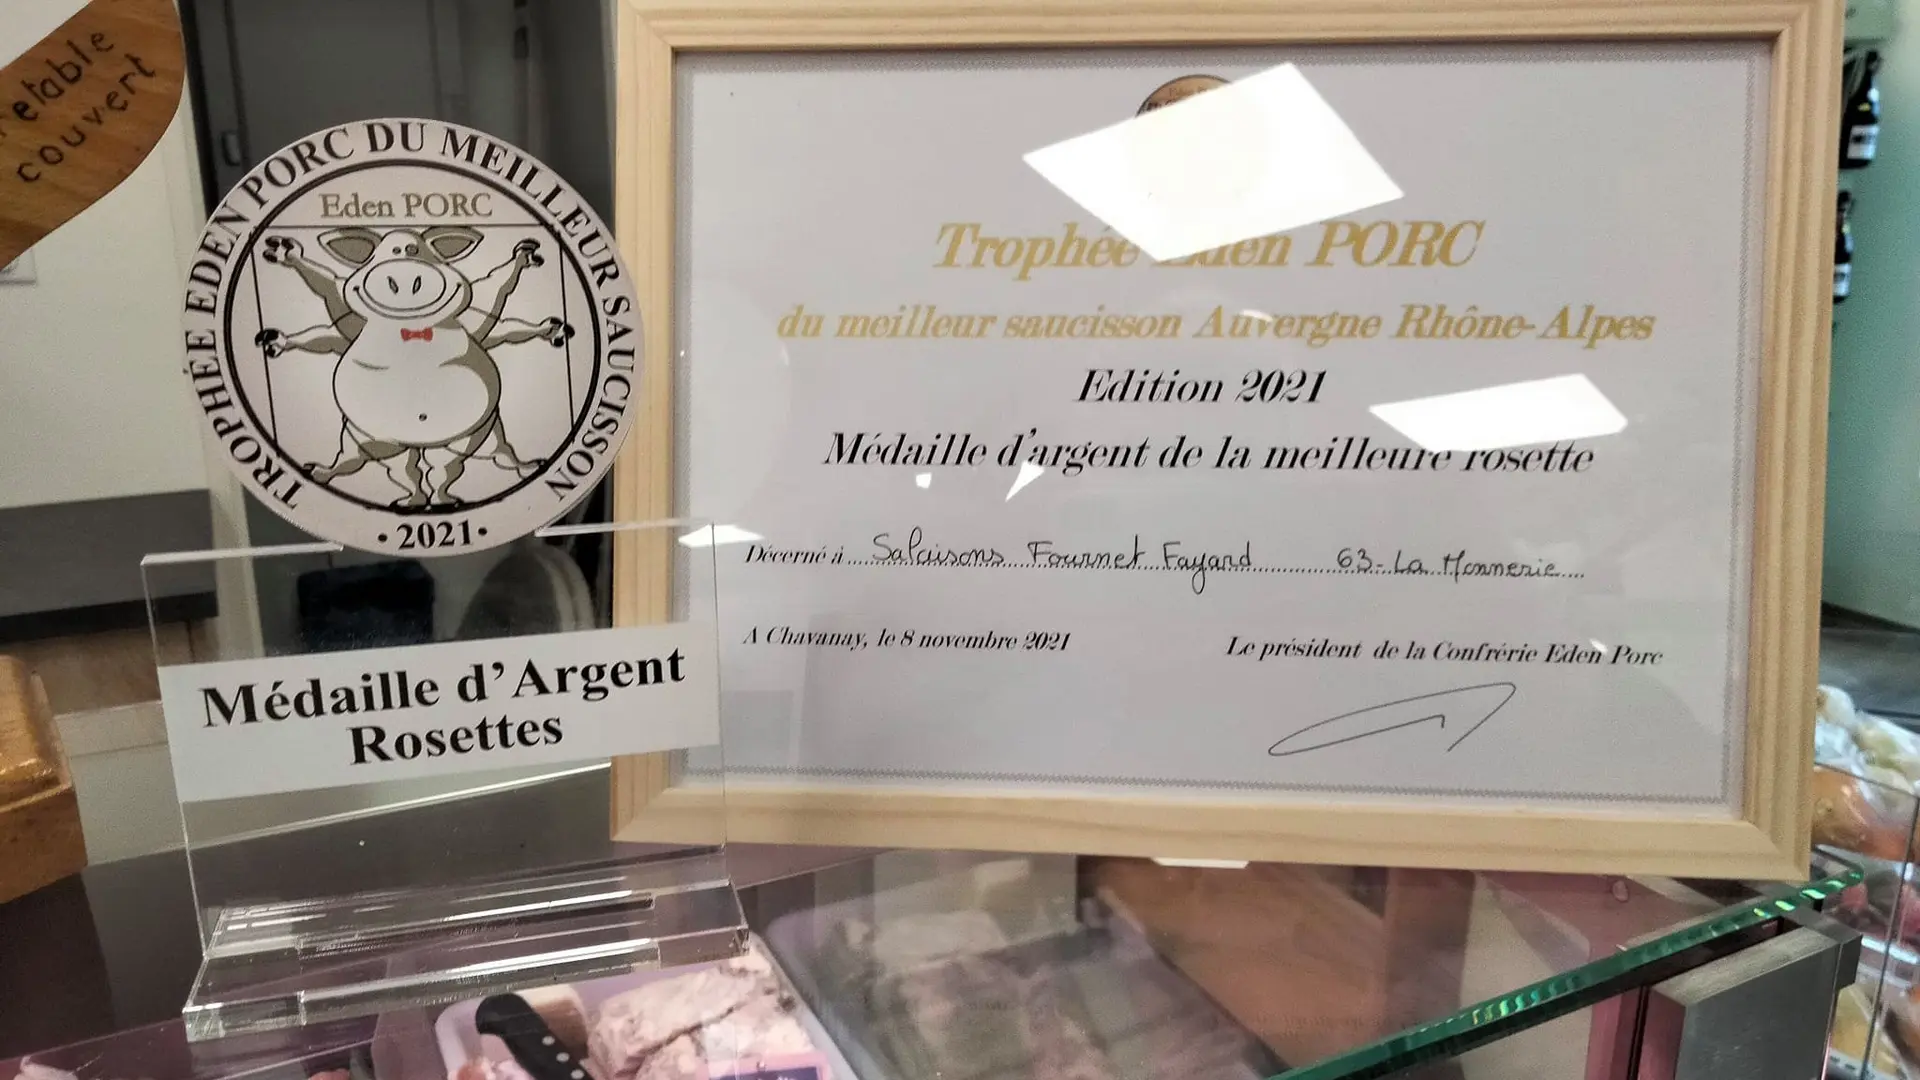 etable
couvert
TROPHÉE EDEN PORC DU MEILLEUR SAUCISSON
Eden PORC
· 2021 ·
Médaille d'Argent
Rosettes
Trophée Eden PORC
du meilleur saucisson Auvergne Rhône-Alpes
Edition 2021
Médaille d'argent de la meilleure rosette
Décerné à Salaisons Fournet Fayard 63-La Monnerie
A Chavanay, le 8 novembre 2021
Le président de la Confrérie Eden Porc